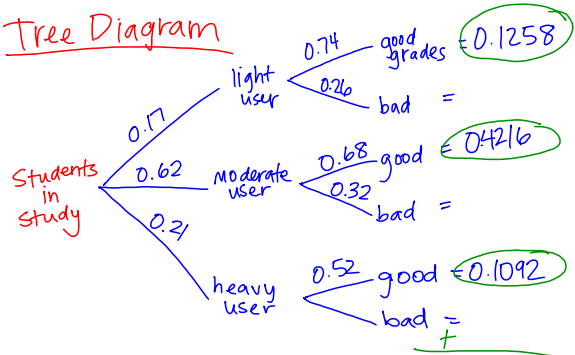 Tree Diagram
0.74
good
grades = 0.1258
light
user
0.26
bad =
0.17
0.68
good = 0.4216
Students
in
study
0.62
moderate
user
0.32
bad =
0.21
0.52
good = 0.1092
heavy
user
bad =
+